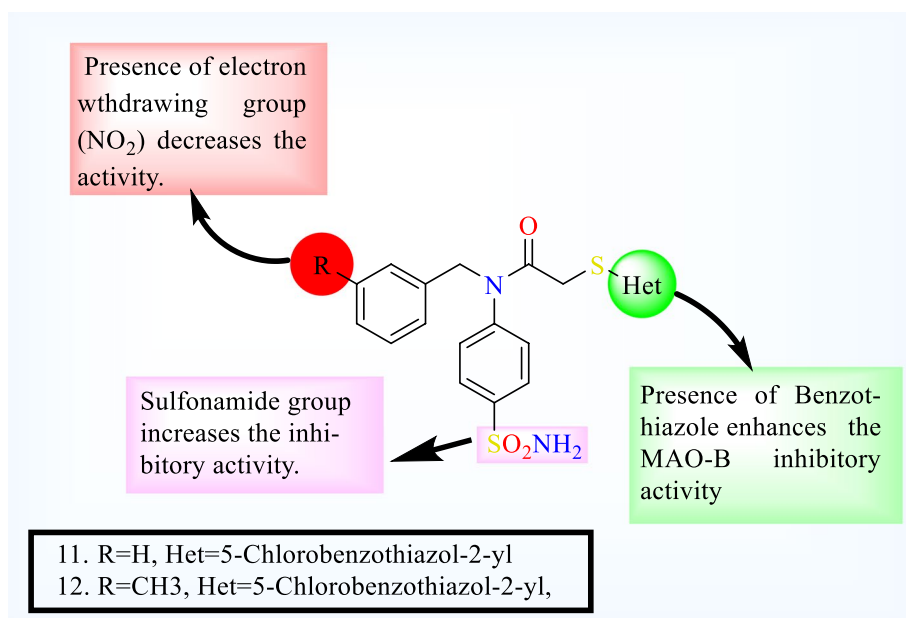 Presence of electron
wthdrawing group
(NO₂) decreases the
activity.
O
R
N
S
Het
Sulfonamide group
increases the inhi-
bitory activity.
SO₂NH₂
Presence of Benzot-
hiazole enhances the
MAO-B inhibitory
activity
11. R=H, Het=5-Chlorobenzothiazol-2-yl
12. R=CH3, Het=5-Chlorobenzothiazol-2-yl,